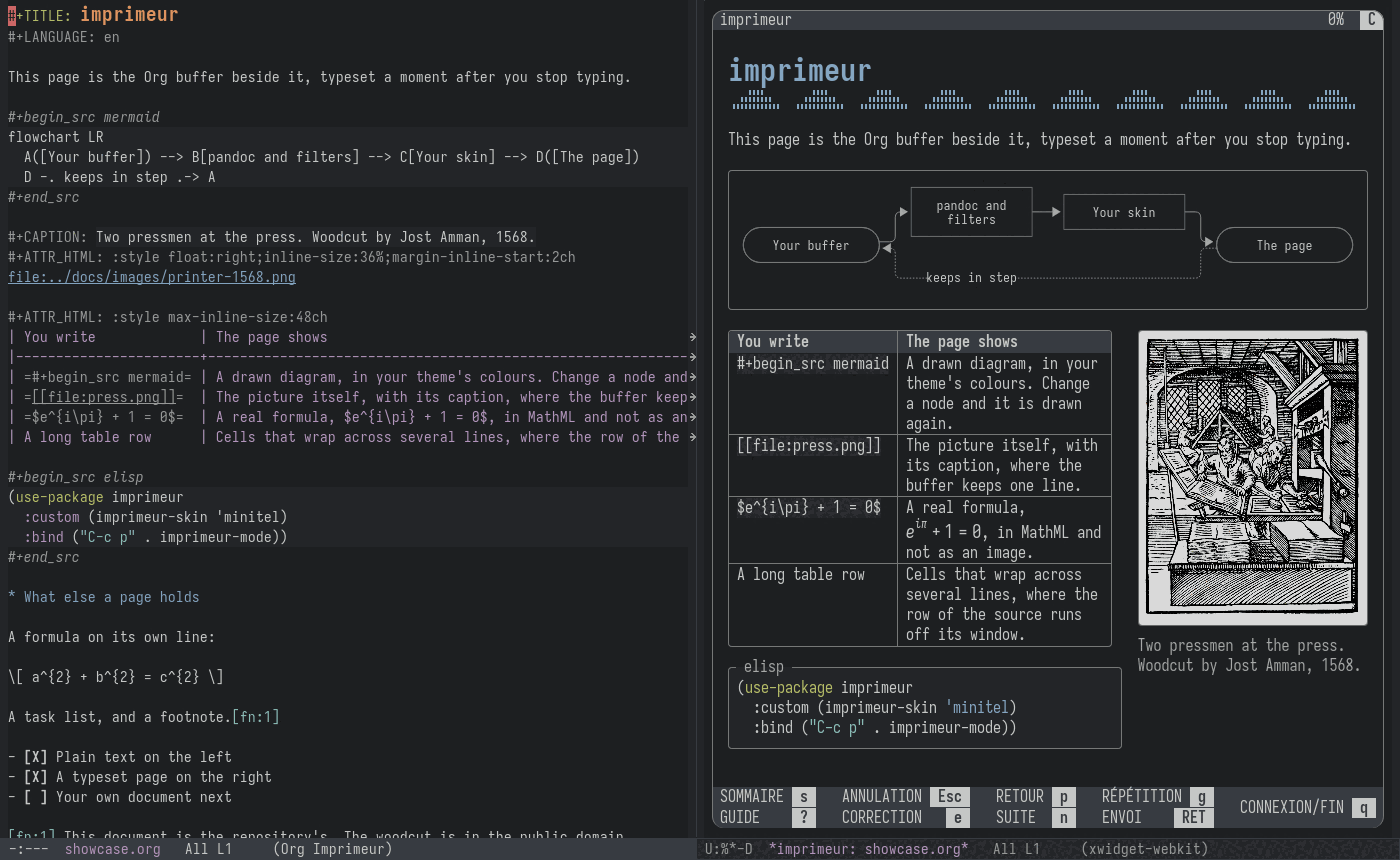 #+TITLE: imprimeur
#+LANGUAGE: en
This page is the Org buffer beside it, typeset a moment after you stop typing.
#+begin_src mermaid
flowchart LR
A([Your buffer]) --> B[pandoc and filters] --> C[Your skin] --> D([The page])
D -. keeps in step .-> A
#+end_src
#+CAPTION: Two pressmen at the press. Woodcut by Jost Amman, 1568.
#+ATTR_HTML: :style float:right;inline-size:36%;margin-inline-start:2ch
file:../docs/images/printer-1568.png
#+ATTR_HTML: :style max-inline-size:48ch
| You write | The page shows
|-----------------------+------------------------------------------------------------
| =#+begin_src mermaid= | A drawn diagram, in your theme's colours. Change a node and
| =[[file:press.png]]= | The picture itself, with its caption, where the buffer keep
| =$e^{i\pi} + 1 = 0$= | A real formula, $e^{i\pi} + 1 = 0$, in MathML and not as an
| A long table row | Cells that wrap across several lines, where the row of the
#+begin_src elisp
(use-package imprimeur
:custom (imprimeur-skin 'minitel)
:bind ("C-c p" . imprimeur-mode))
#+end_src
* What else a page holds
A formula on its own line:
\[ a^{2} + b^{2} = c^{2} \]
A task list, and a footnote.[fn:1]
- [X] Plain text on the left
- [X] A typeset page on the right
- [ ] Your own document next
[fn:1] This document is the repository's. The woodcut is in the public domain
-:--- showcase.org All L1 (Org Imprimeur)
imprimeur 0% C
imprimeur
This page is the Org buffer beside it, typeset a moment after you stop typing.
Your buffer
pandoc and
filters
Your skin
The page
keeps in step
You write The page shows
#+begin_src mermaid A drawn diagram, in your
theme's colours. Change
a node and it is drawn
again.
[[file:press.png]] The picture itself, with
its caption, where the
buffer keeps one line.
$e^{i\pi} + 1 = 0$ A real formula,
e^{iπ} + 1 = 0, in MathML and
not as an image.
A long table row Cells that wrap across
several lines, where the
row of the source runs
off its window.
Two pressmen at the press.
Woodcut by Jost Amman, 1568.
elisp
(use-package imprimeur
:custom (imprimeur-skin 'minitel)
:bind ("C-c p" . imprimeur-mode))
SOMMAIRE s ANNULATION Esc RETOUR p RÉPÉTITION g CONNEXION/FIN q
GUIDE ? CORRECTION e SUITE n ENVOI RET
U:%*-D *imprimeur: showcase.org* All L1 (xwidget-webkit)